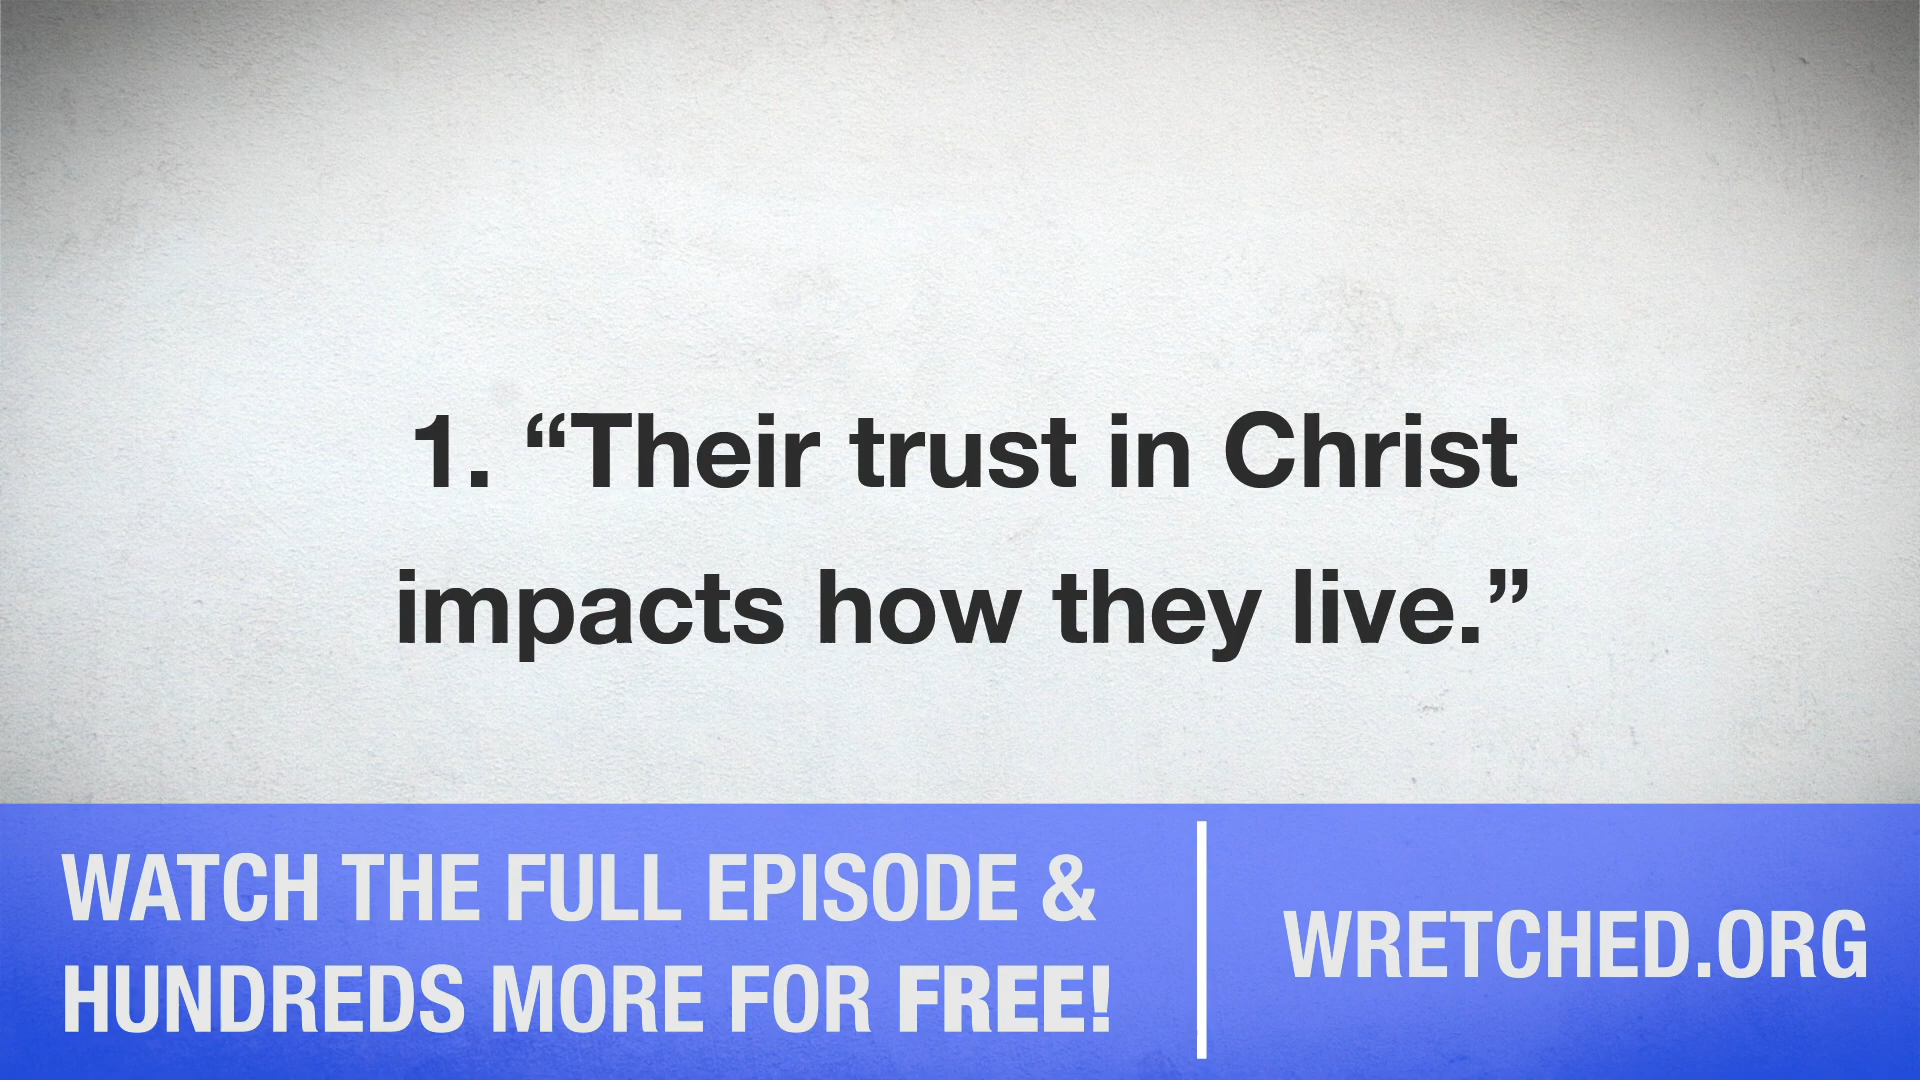 1. “Their trust in Christ
impacts how they live.”
WATCH THE FULL EPISODE &
HUNDREDS MORE FOR FREE!
WRETCHED.ORG